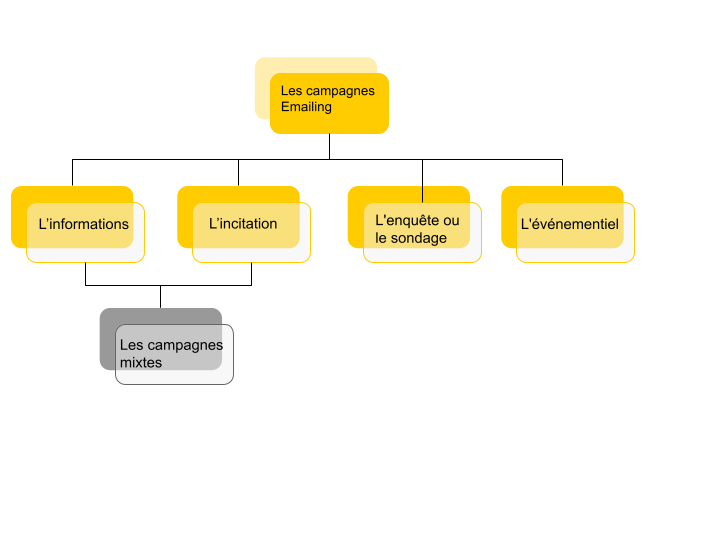 Les campagnes
Emailing
L’informations
L’incitation
L'enquête ou
le sondage
L'événementiel
Les campagnes
mixtes